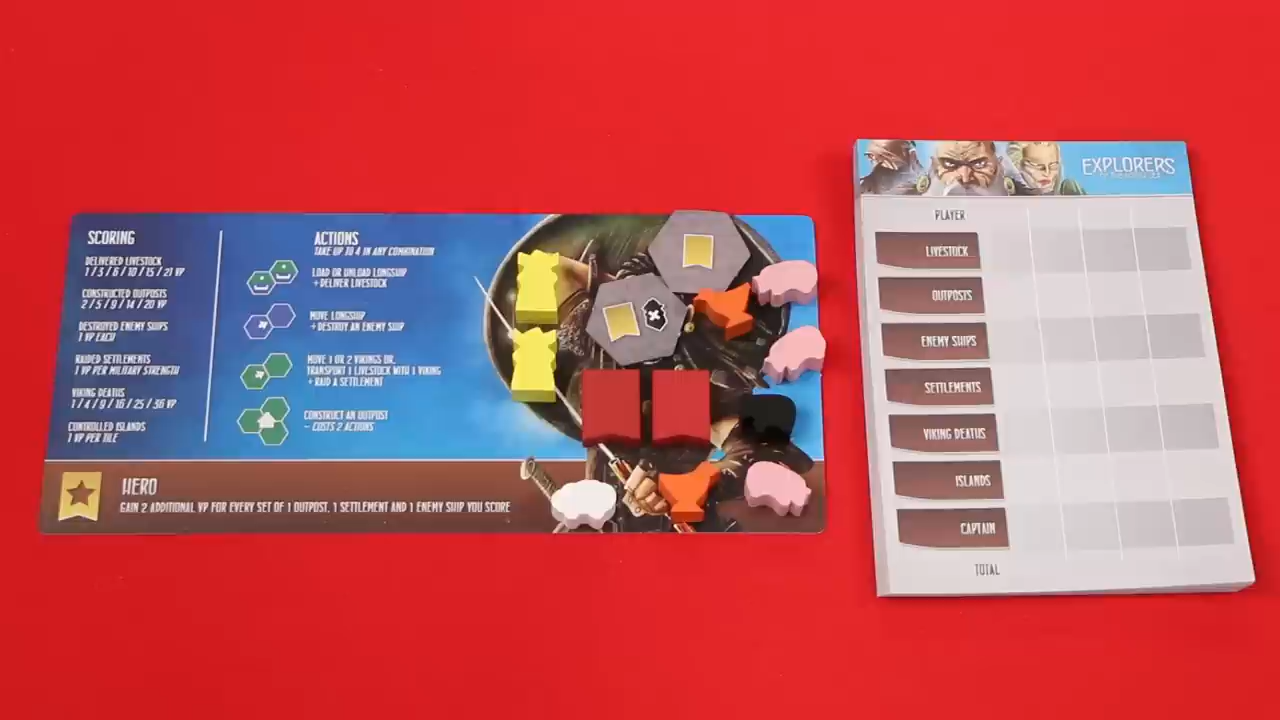 SCORING
DELIVERED LIVESTOCK
1 / 3 / 6 / 10 / 15 / 21 VP
CONSTRUCTED OUTPOSTS
2 / 5 / 9 / 14 / 20 VP
DESTROYED ENEMY SHIPS
1 VP EACH
RAIDED SETTLEMENTS
1 VP PER MILITARY STRENGTH
VIKING DEATHS
1 / 4 / 9 / 16 / 25 / 36 VP
CONTROLLED ISLANDS
1 VP PER TILE
ACTIONS
TAKE UP TO 4 IN ANY COMBINATION
LOAD OR UNLOAD LONGSHIP
+ DELIVER LIVESTOCK
MOVE LONGSHIP
+ DESTROY AN ENEMY SHIP
MOVE 1 OR 2 VIKINGS OR,
TRANSPORT 1 LIVESTOCK WITH 1 VIKING
+ RAID A SETTLEMENT
CONSTRUCT AN OUTPOST
– COSTS 2 ACTIONS
HERO
GAIN 2 ADDITIONAL VP FOR EVERY SET OF 1 OUTPOST, 1 SETTLEMENT AND 1 ENEMY SHIP YOU SCORE
EXPLORERS
PLAYER
LIVESTOCK
OUTPOSTS
ENEMY SHIPS
SETTLEMENTS
VIKING DEATHS
ISLANDS
CAPTAIN
TOTAL